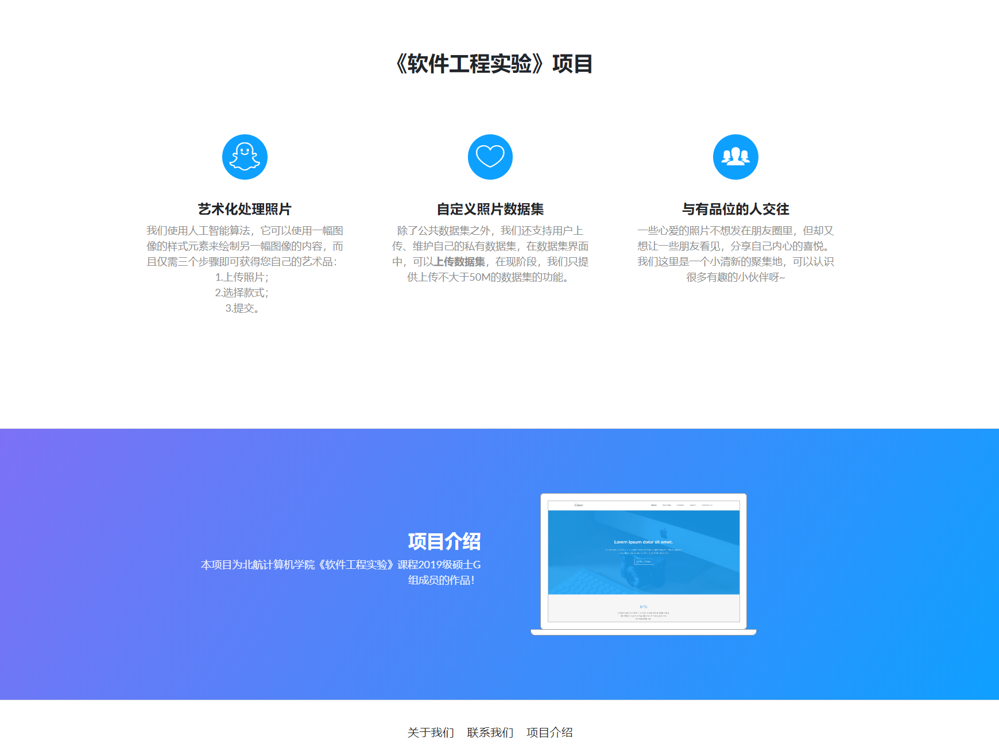 《软件工程实验》项目
艺术化处理照片
我们使用人工智能算法，它可以使用一幅图
像的样式元素来绘制另一幅图像的内容，而
且仅需三个步骤即可获得您自己的艺术品：
1.上传照片；
2.选择款式；
3.提交。
自定义照片数据集
除了公共数据集之外，我们还支持用户上
传、维护自己的私有数据集，在数据集界面
中，可以上传数据集，在现阶段，我们只提
供上传不大于50M的数据集的功能。
与有品位的人交往
一些心爱的照片不想发在朋友圈里，但却又
想让一些朋友看见，分享自己内心的喜悦。
我们这里是一个小清新的聚集地，可以认识
很多有趣的小伙伴呀~
项目介绍
本项目为北航计算机学院《软件工程实验》课程2019级硕士G
组成员的作品！
Clean
Lorem ipsum dolor sit amet.
Info
关于我们 联系我们 项目介绍